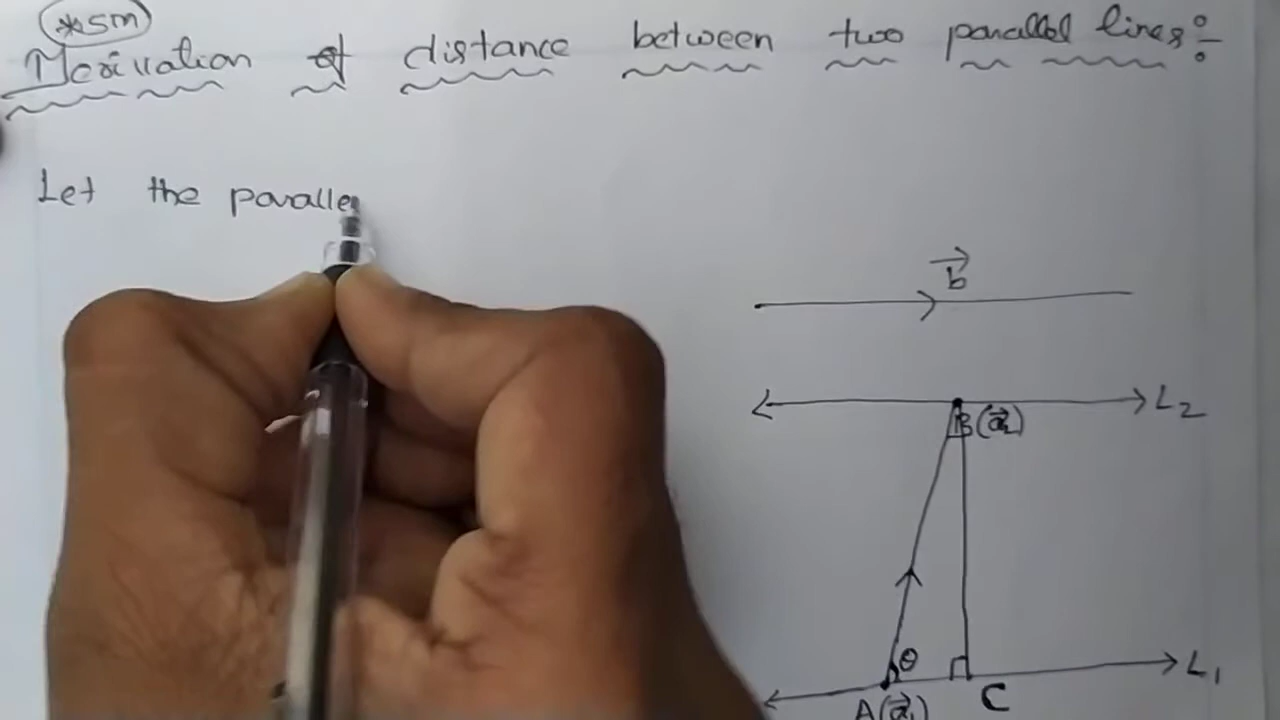 *5m
Derivation of distance between two parallel lines:-
Let the paralle
b
L2
B(a2)
θ
L1
A(a1)
C